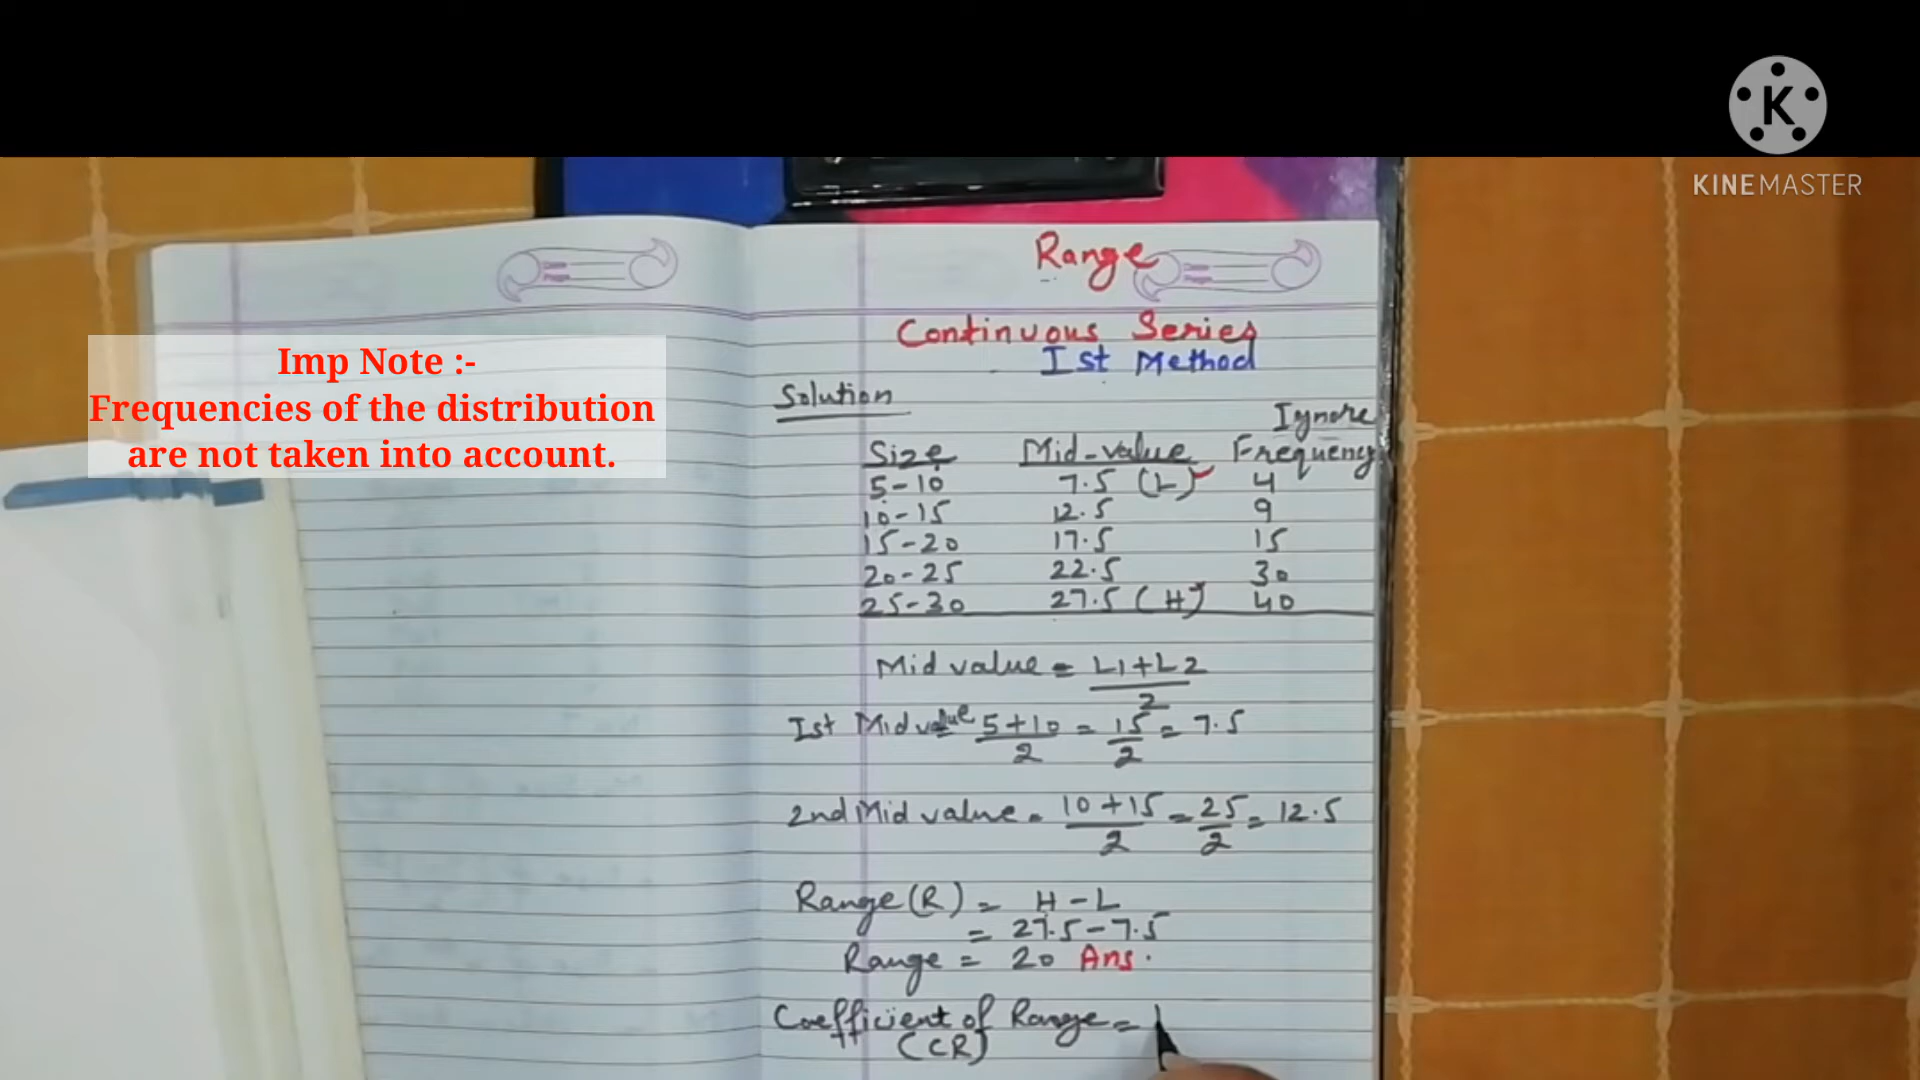 K
KINEMASTER
Range
Imp Note :-
Frequencies of the distribution
are not taken into account.
Continuous Series
Ist Method
Solution
Ignore
Size Mid-value Frequency
5-10 7.5 (L) 4
10-15 12.5 9
15-20 17.5 15
20-25 22.5 30
25-30 27.5 (H) 40
Mid value = L1+L2
2
Ist Mid value 5+10 = 15 = 7.5
2 2
2nd Mid value = 10+15 = 25 = 12.5
2 2
Range (R) = H-L
= 27.5-7.5
Range = 20 Ans.
Coefficient of Range =
(CR)